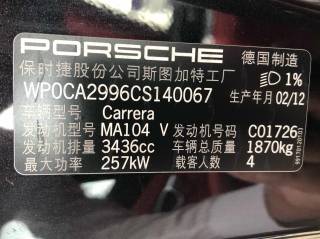 PORSCHE 德国制造
保时捷股份公司斯图加特工厂 1%
WP0CA2996CS140067 生产年月 02/12
车辆型号 Carrera
发动机型号 MA104 V 发动机号码 C01726
发动机排量 3436cc 车辆总质量 1870kg
最大功率 257kW 载客人数 4